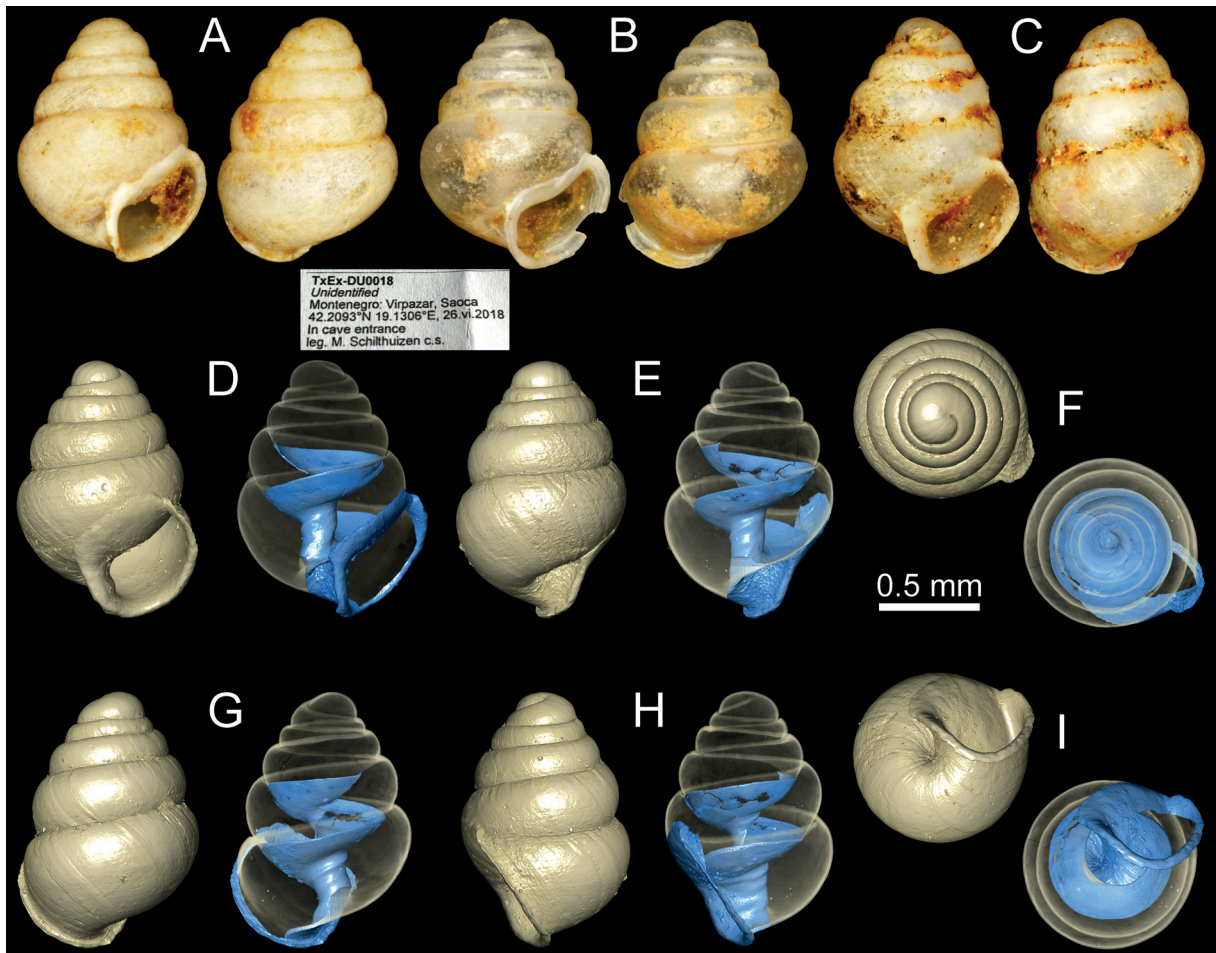 A
B
C
TxEx-DU0018
Unidentified
Montenegro: Virpazar, Saoca
42.2093°N 19.1306°E, 26.vi.2018
In cave entrance
leg. M. Schilthuizen c.s.
D
E
F
0.5 mm
G
H
I